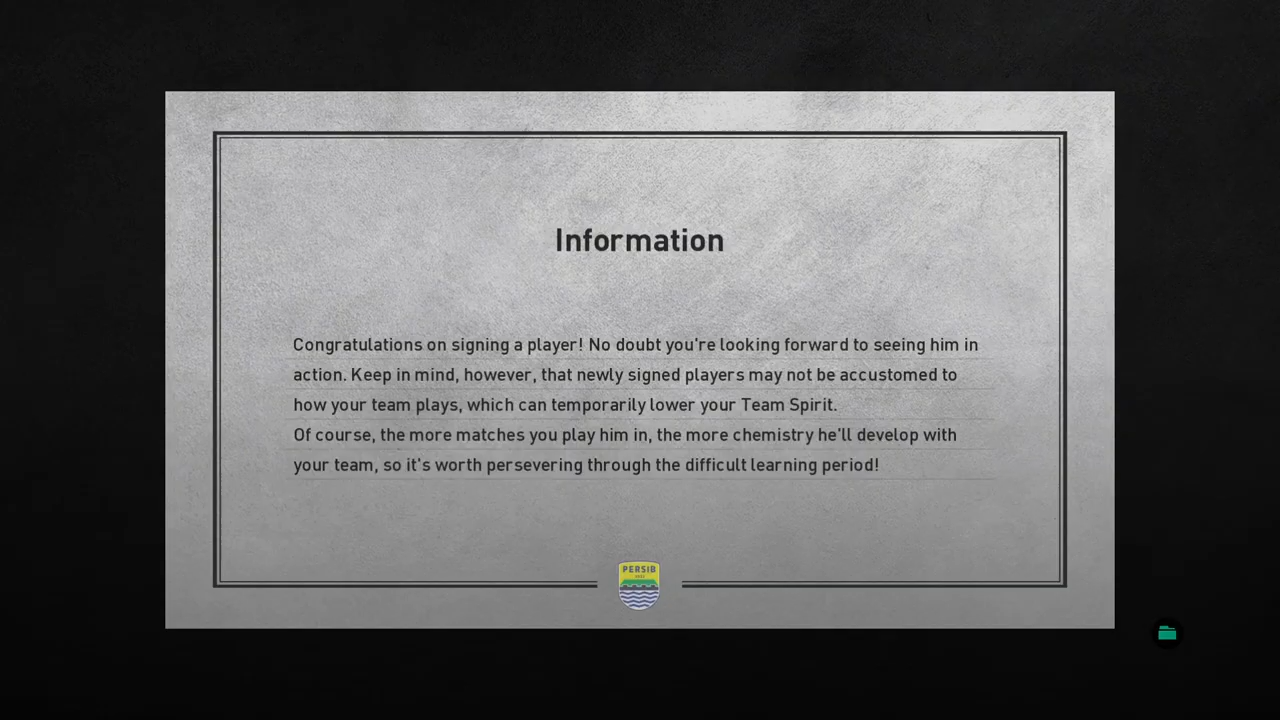 Information
Congratulations on signing a player! No doubt you're looking forward to seeing him in
action. Keep in mind, however, that newly signed players may not be accustomed to
how your team plays, which can temporarily lower your Team Spirit.
Of course, the more matches you play him in, the more chemistry he'll develop with
your team, so it's worth persevering through the difficult learning period!
PERSIB